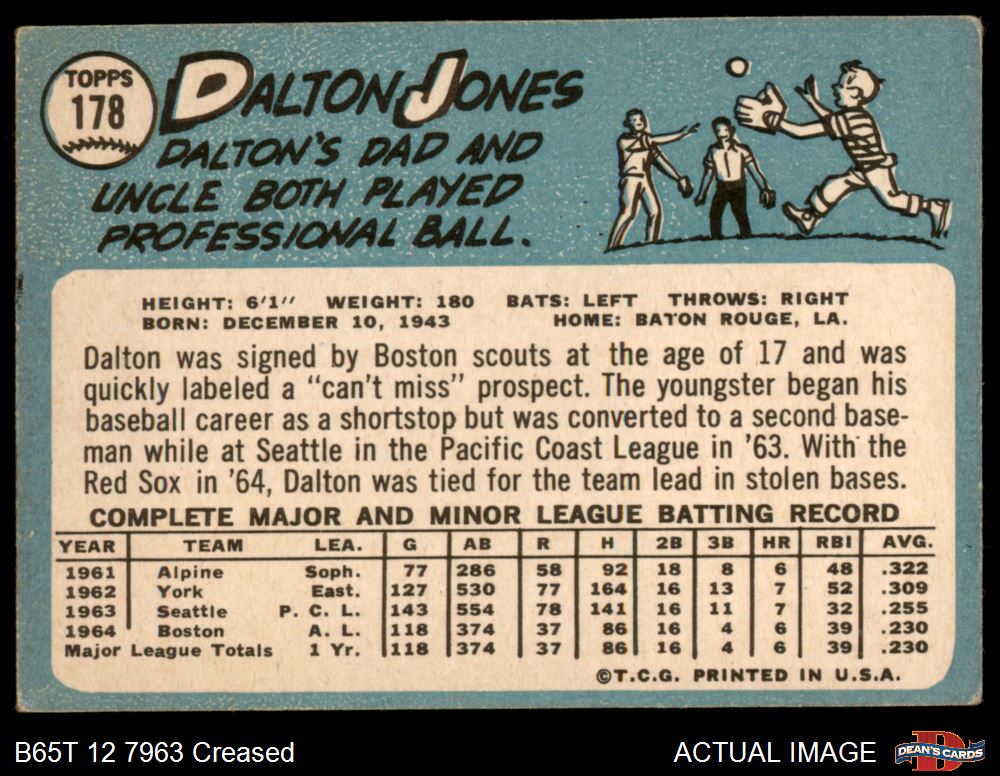 TOPPS
178
DALTON JONES
DALTON'S DAD AND
UNCLE BOTH PLAYED
PROFESSIONAL BALL.
HEIGHT: 6'1" WEIGHT: 180 BATS: LEFT THROWS: RIGHT
BORN: DECEMBER 10, 1943 HOME: BATON ROUGE, LA.
Dalton was signed by Boston scouts at the age of 17 and was
quickly labeled a "can't miss" prospect. The youngster began his
baseball career as a shortstop but was converted to a second base-
man while at Seattle in the Pacific Coast League in '63. With the
Red Sox in '64, Dalton was tied for the team lead in stolen bases.
COMPLETE MAJOR AND MINOR LEAGUE BATTING RECORD
YEAR TEAM LEA. G AB R H 2B 3B HR RBI AVG.
1961 Alpine Soph. 77 286 58 92 18 8 6 48 .322
1962 York East. 127 530 77 164 16 13 7 52 .309
1963 Seattle P. C. L. 143 554 78 141 16 11 7 32 .255
1964 Boston A. L. 118 374 37 86 16 4 6 39 .230
Major League Totals 1 Yr. 118 374 37 86 16 4 6 39 .230
©T.C.G. PRINTED IN U.S.A.
B65T 12 7963 Creased
ACTUAL IMAGE
DEAN'S CARDS